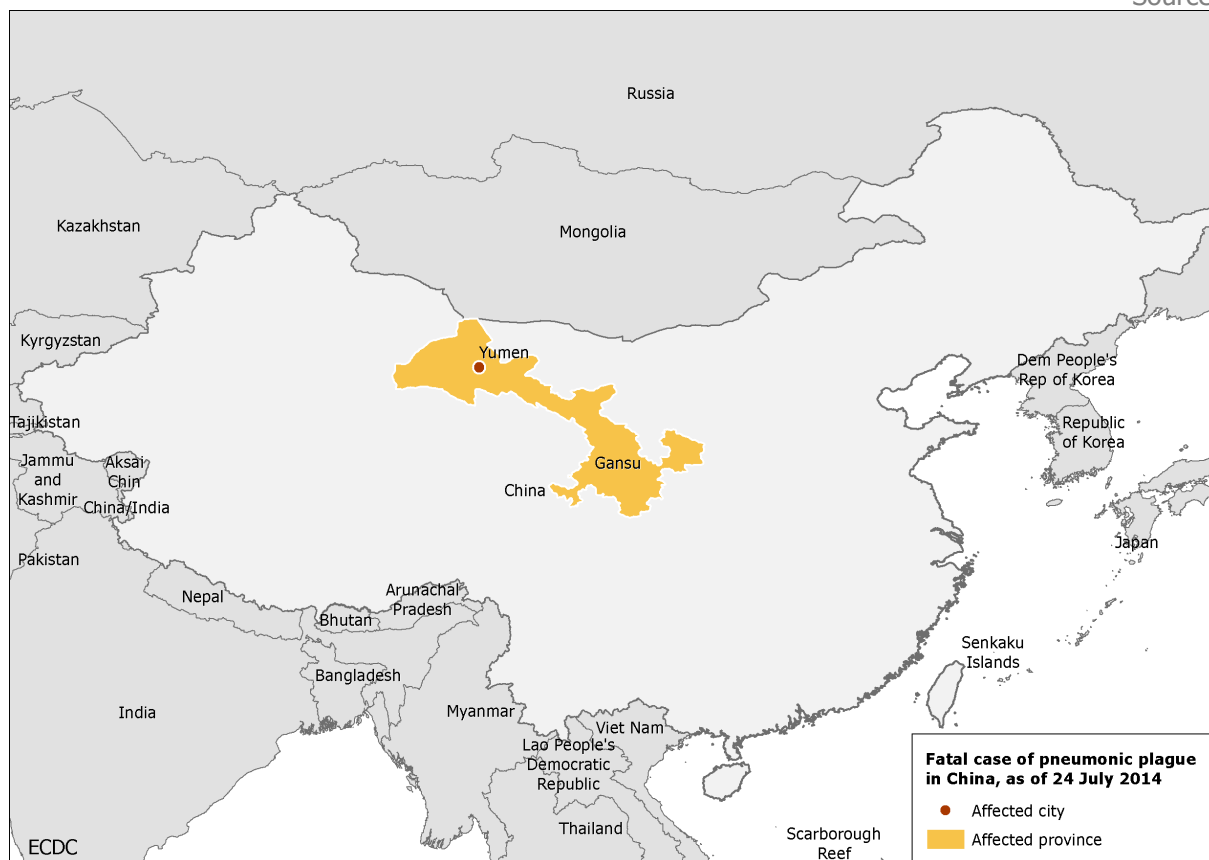 Source
Russia
Kazakhstan
Mongolia
Kyrgyzstan
Yumen
Dem People's
Rep of Korea
Tajikistan
Republic
of Korea
Jammu
and
Kashmir
Aksai
Chin
Gansu
China
China/India
Japan
Pakistan
Nepal
Arunachal
Pradesh
Bhutan
Senkaku
Islands
Bangladesh
India
Myanmar
Viet Nam
Lao People's
Democratic
Republic
Thailand
Scarborough
Reef
Fatal case of pneumonic plague
in China, as of 24 July 2014
Affected city
Affected province
ECDC